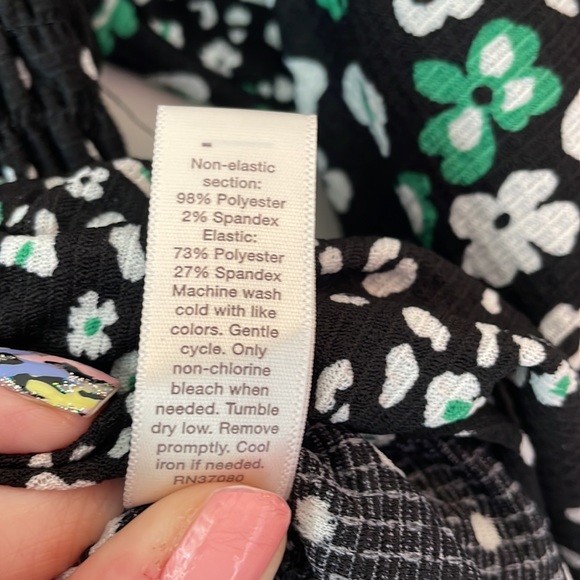 Non-elastic
section:
98% Polyester
2% Spandex
Elastic:
73% Polyester
27% Spandex
Machine wash
cold with like
colors. Gentle
cycle. Only
non-chlorine
bleach when
needed. Tumble
dry low. Remove
promptly. Cool
iron if needed.
RN37080